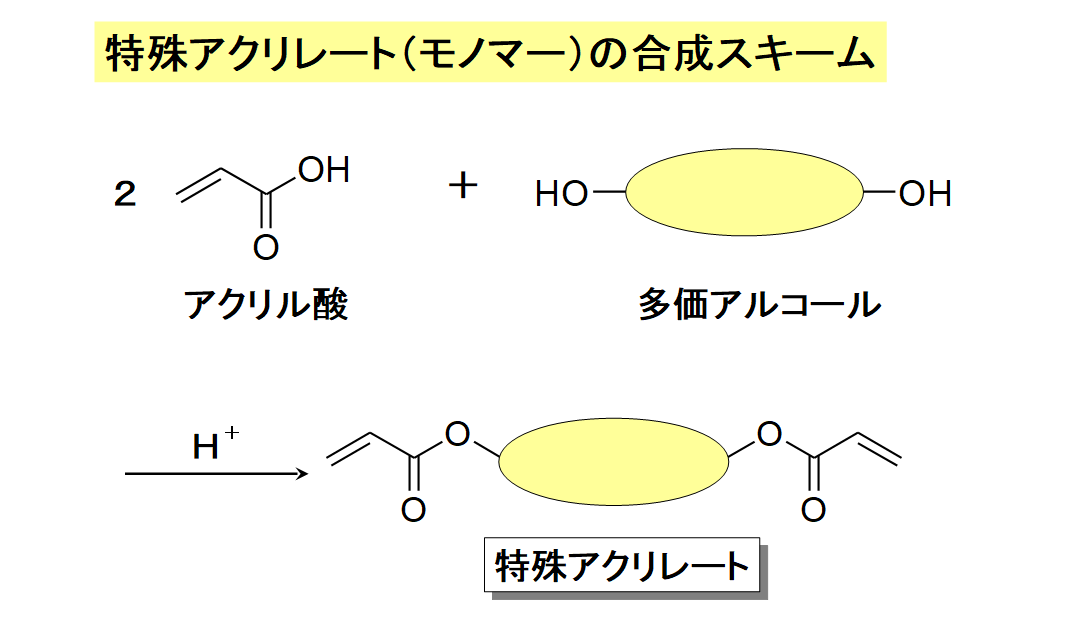 特殊アクリレート（モノマー）の合成スキーム
2 OH + HO OH
O
アクリル酸 多価アルコール
H+ O O
O O
特殊アクリレート